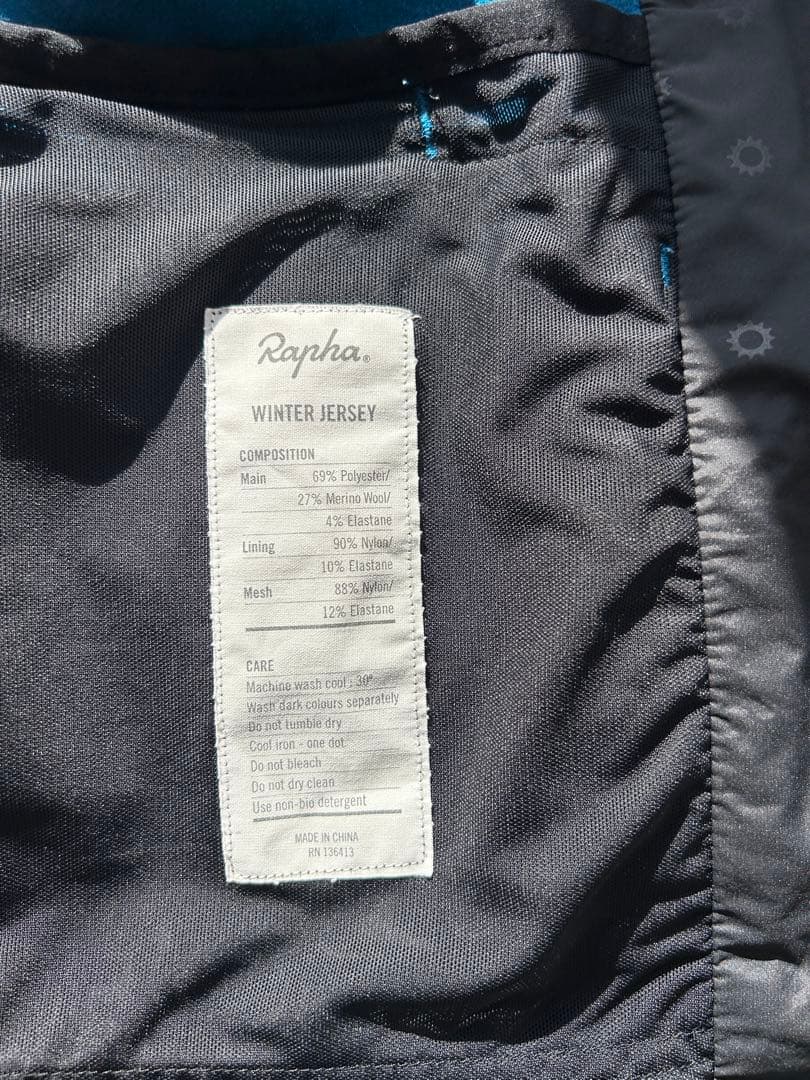 Rapha®
WINTER JERSEY
COMPOSITION
Main 69% Polyester/
27% Merino Wool/
4% Elastane
Lining 90% Nylon/
10% Elastane
Mesh 88% Nylon/
12% Elastane
CARE
Machine wash cool : 30°
Wash dark colours separately
Do not tumble dry
Cool iron - one dot
Do not bleach
Do not dry clean
Use non-bio detergent
MADE IN CHINA
RN 136413